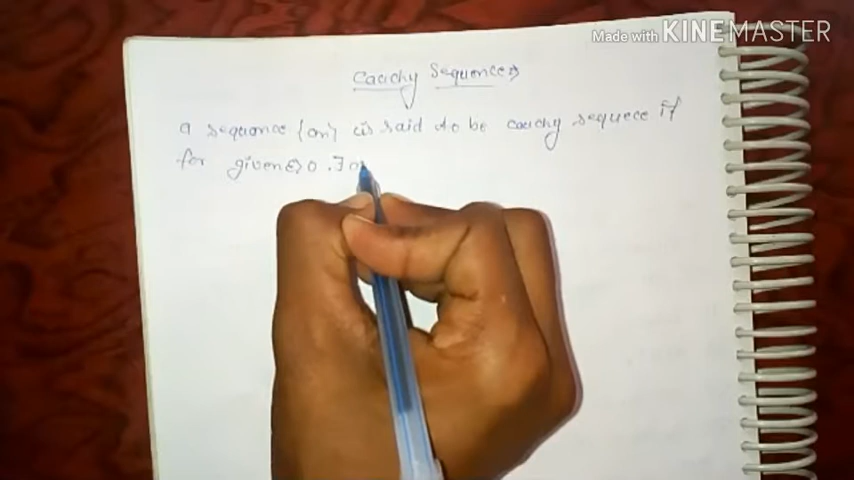 Made with KINEMASTER
Cauchy Sequences
a sequence {an} is said to be cauchy sequece if
for given ε>0 . ∃ a